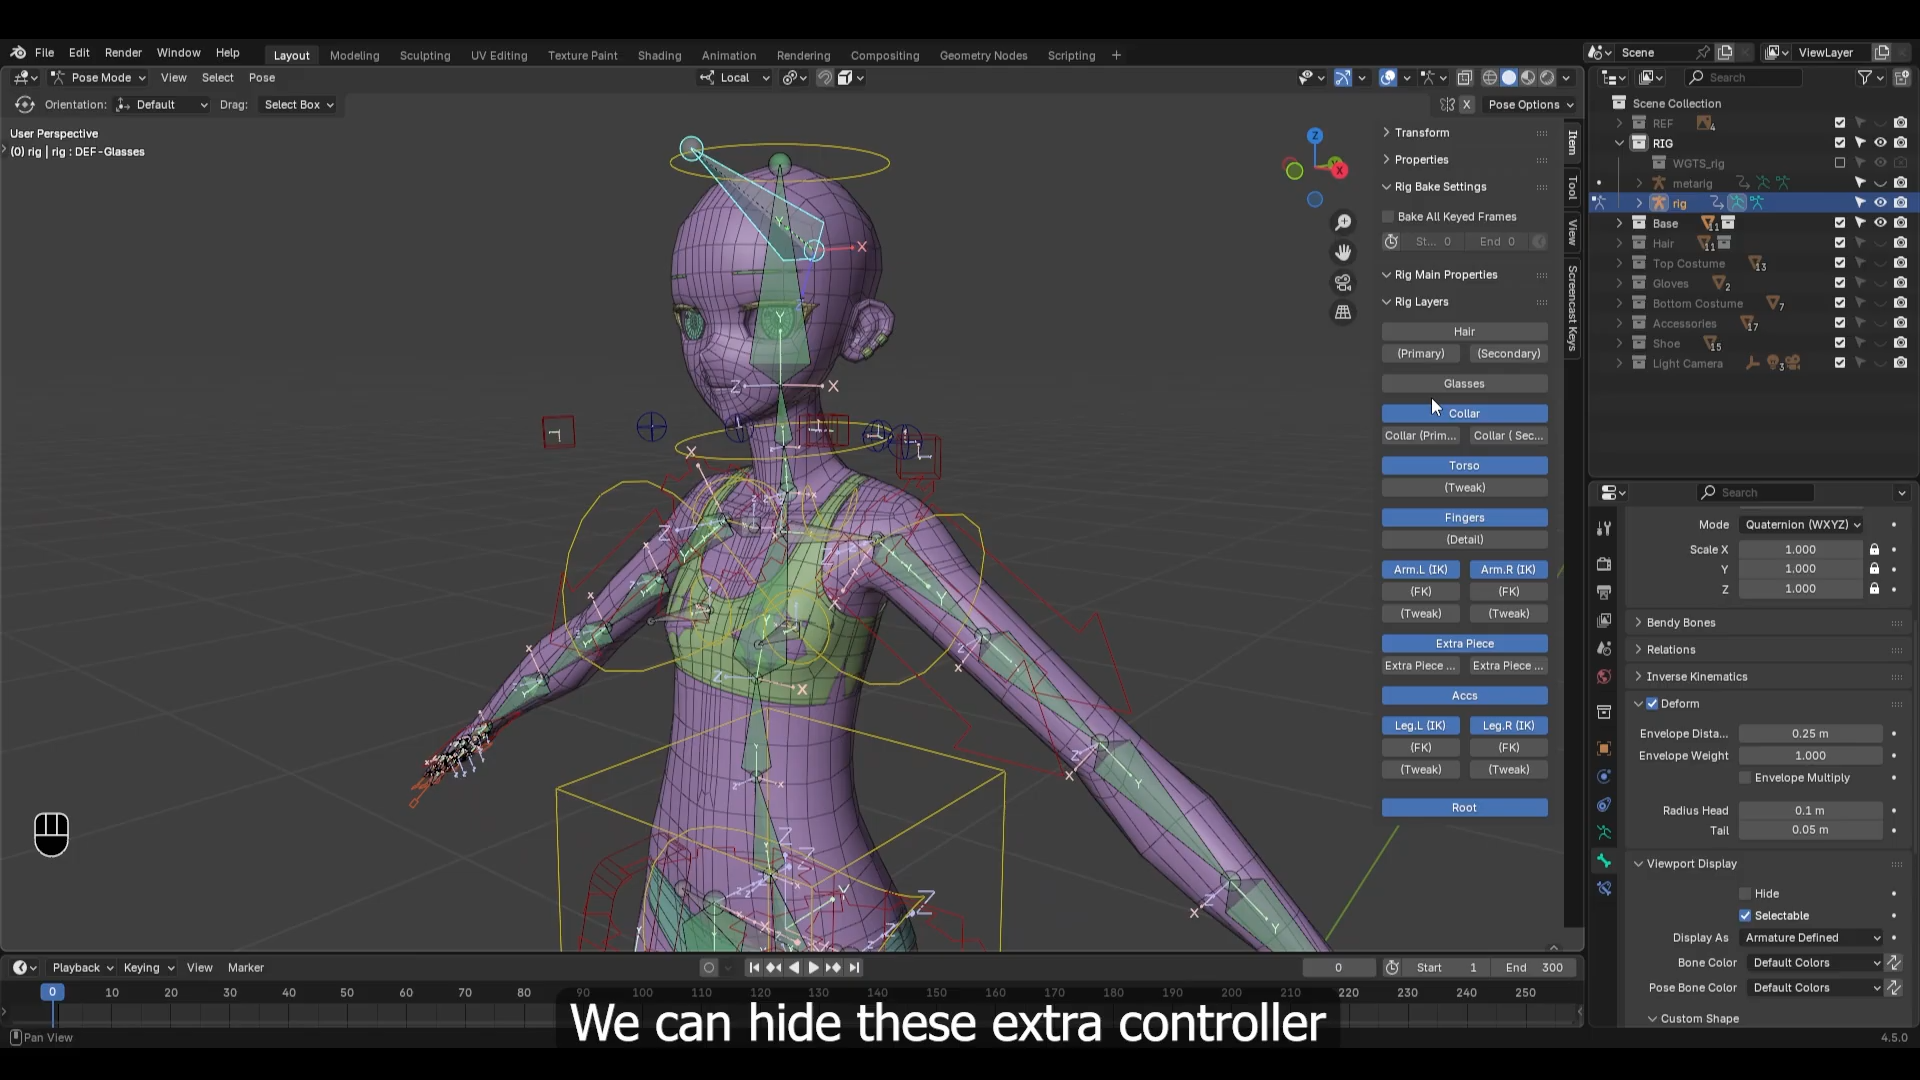 File Edit Render Window Help Layout Modeling Sculpting UV Editing Texture Paint Shading Animation Rendering Compositing Geometry Nodes Scripting +
Scene ViewLayer
Pose Mode View Select Pose Local
Search
Orientation: Default Drag: Select Box
X Pose Options
User Perspective
(0) rig | rig : DEF-Glasses
Transform
Properties
Rig Bake Settings
Bake All Keyed Frames
St... 0 End 0
Rig Main Properties
Rig Layers
Hair
(Primary) (Secondary)
Glasses
Collar
Collar (Prim... Collar ( Sec...
Torso
(Tweak)
Fingers
(Detail)
Arm.L (IK) Arm.R (IK)
(FK) (FK)
(Tweak) (Tweak)
Extra Piece
Extra Piece ... Extra Piece ...
Accs
Leg.L (IK) Leg.R (IK)
(FK) (FK)
(Tweak) (Tweak)
Root
Item
Tool
View
Screencast Keys
Scene Collection
REF 4
RIG
WGTS_rig
metarig
rig
Base 11
Hair 11
Top Costume 13
Gloves 2
Bottom Costume 7
Accessories 17
Shoe 15
Light Camera 3
Search
Mode Quaternion (WXYZ)
Scale X 1.000
Y 1.000
Z 1.000
Bendy Bones
Relations
Inverse Kinematics
Deform
Envelope Dista... 0.25 m
Envelope Weight 1.000
Envelope Multiply
Radius Head 0.1 m
Tail 0.05 m
Viewport Display
Hide
Selectable
Display As Armature Defined
Bone Color Default Colors
Pose Bone Color Default Colors
Custom Shape
Playback Keying View Marker
0 Start 1 End 300
0 10 20 30 40 50 60 70 80 90 100 110 120 130 140 150 160 170 180 190 200 210 220 230 240 250
We can hide these extra controller
Pan View
4.5.0